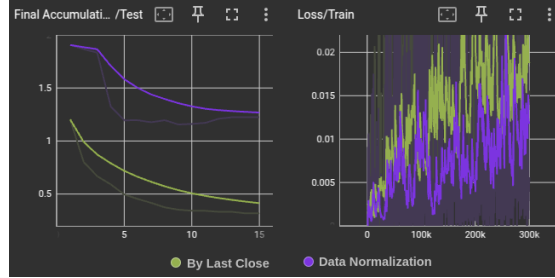 Final Accumulati... /Test
Loss/Train
1.5
1
0.5
5
10
15
0.02
0.015
0.01
0.005
0
100k
200k
300k
By Last Close
Data Normalization